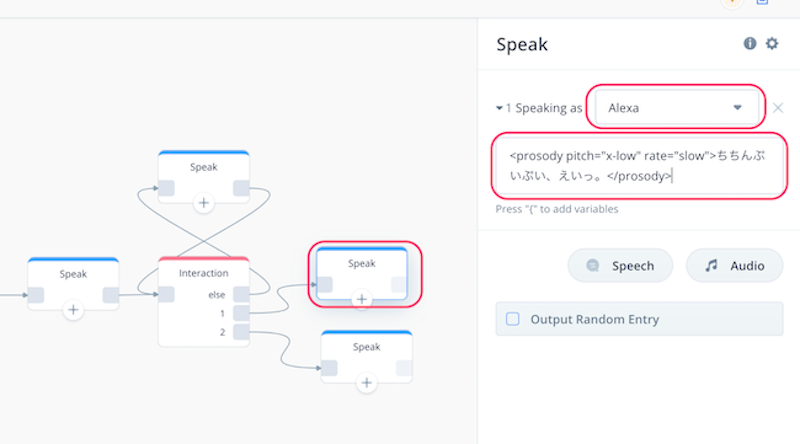 Speak
1 Speaking as
Alexa
<prosody pitch="x-low" rate="slow">ちちんぷ
いぷい、えいっ。</prosody>
Press "{" to add variables
Speech
Audio
Output Random Entry
Speak
Speak
Interaction
else
1
2
Speak
Speak